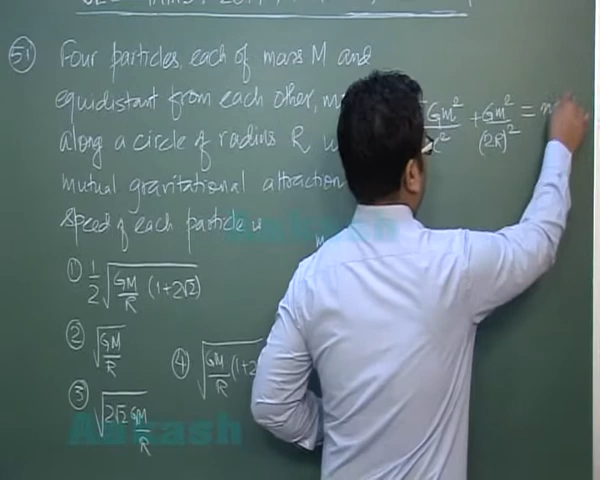 51 Four particles, each of mass M and
equidistant from each other,
along a circle of radius R
mutual gravitational attraction
speed of each particle is
① 1/2 √(GM/R (1+2√2))
② √(GM/R)
③ √(2√2 GM/R)
④ √(GM/R (1+2
Gm² + Gm²/(2R)² =
Aakash
Aakash